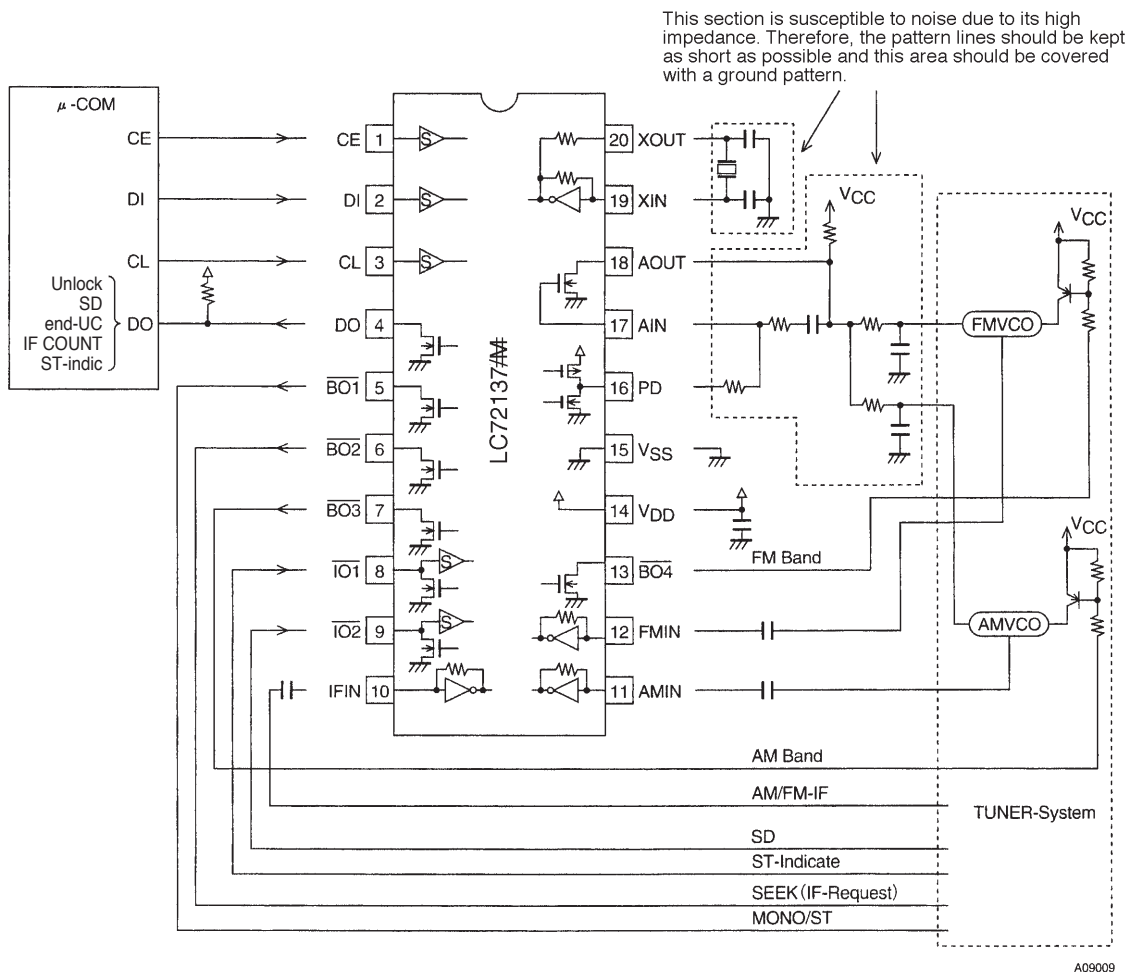 This section is susceptible to noise due to its high
impedance. Therefore, the pattern lines should be kept
as short as possible and this area should be covered
with a ground pattern.
μ-COM
CE
DI
CL
Unlock
SD
end-UC
IF COUNT
ST-indic
DO
CE 1
DI 2
CL 3
DO 4
BO1 5
BO2 6
BO3 7
IO1 8
IO2 9
IFIN 10
S
S
S
S
S
LC72137/M
20 XOUT
19 XIN
18 AOUT
17 AIN
16 PD
15 VSS
14 VDD
13 BO4
12 FMIN
11 AMIN
VCC
VCC
FMVCO
FM Band
VCC
AMVCO
AM Band
AM/FM-IF
TUNER-System
SD
ST-Indicate
SEEK (IF-Request)
MONO/ST
A09009